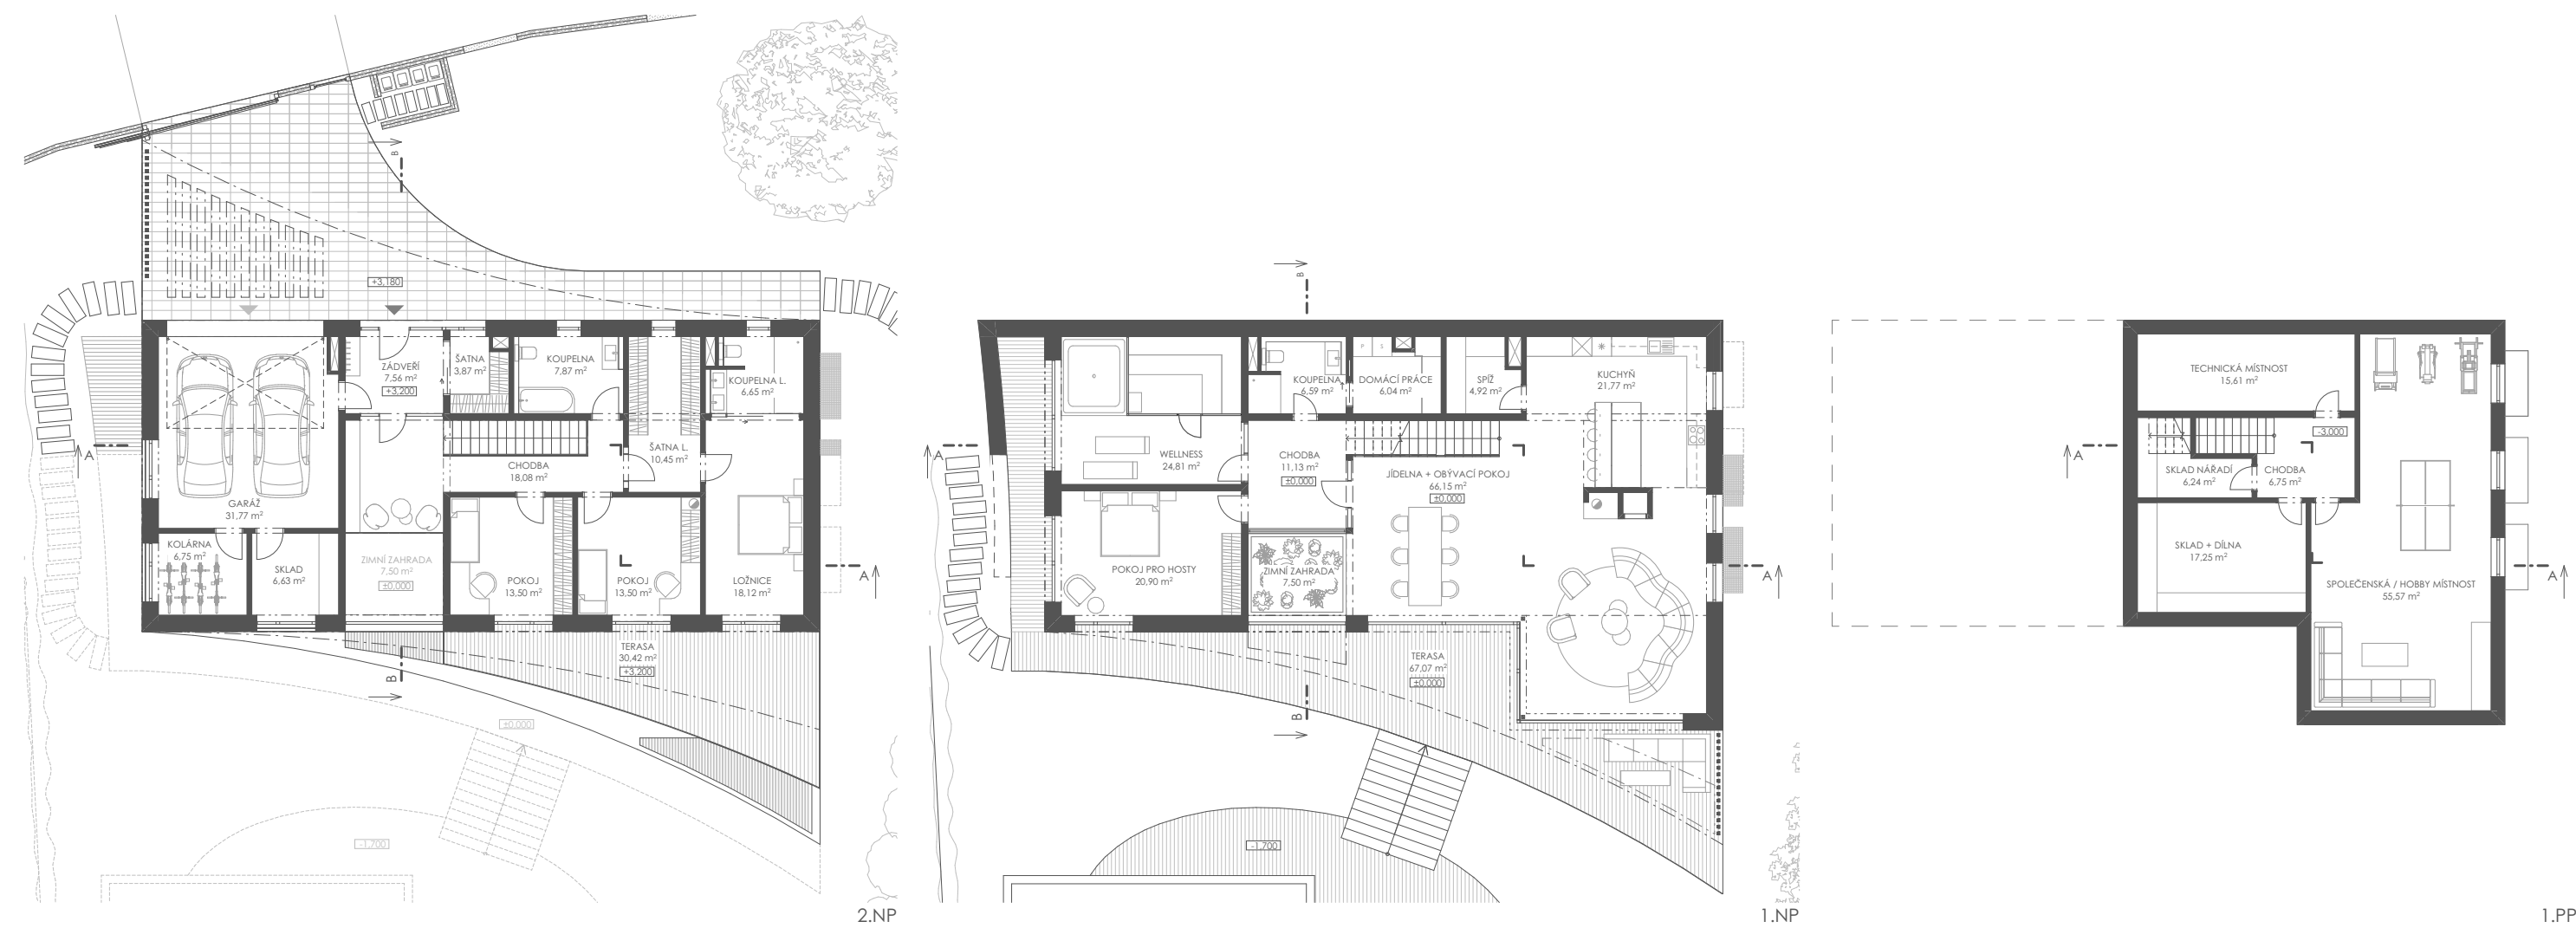 B
+3,180
ZÁDVEŘÍ
7,56 m²
+3,200
ŠATNA
3,87 m²
KOUPELNA
7,87 m²
KOUPELNA L.
6,65 m²
ŠATNA L.
10,45 m²
A
CHODBA
18,08 m²
GARÁŽ
31,77 m²
KOLÁRNA
6,75 m²
SKLAD
6,63 m²
ZIMNÍ ZAHRADA
7,50 m²
±0,000
POKOJ
13,50 m²
POKOJ
13,50 m²
LOŽNICE
18,12 m²
A
TERASA
30,42 m²
+3,200
B
±0,000
-1,700
2.NP
B
KOUPELNA
6,59 m²
DOMÁCÍ PRÁCE
6,04 m²
P
S
SPÍŽ
4,92 m²
KUCHYŇ
21,77 m²
A
WELLNESS
24,81 m²
CHODBA
11,13 m²
±0,000
JÍDELNA + OBÝVACÍ POKOJ
66,15 m²
±0,000
POKOJ PRO HOSTY
20,90 m²
ZIMNÍ ZAHRADA
7,50 m²
A
TERASA
67,07 m²
±0,000
B
-1,700
1.NP
TECHNICKÁ MÍSTNOST
15,61 m²
-3,000
A
SKLAD NÁŘADÍ
6,24 m²
CHODBA
6,75 m²
SKLAD + DÍLNA
17,25 m²
SPOLEČENSKÁ / HOBBY MÍSTNOST
55,57 m²
A
1.PP